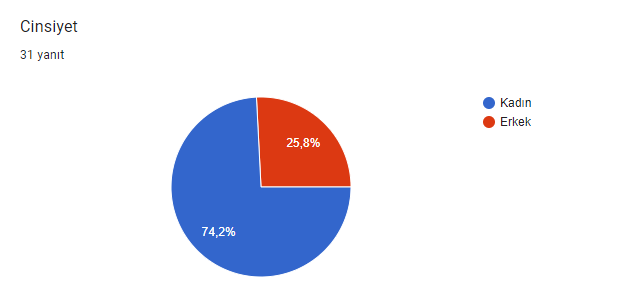 Cinsiyet
31 yanıt
Kadın
Erkek
25,8%
74,2%